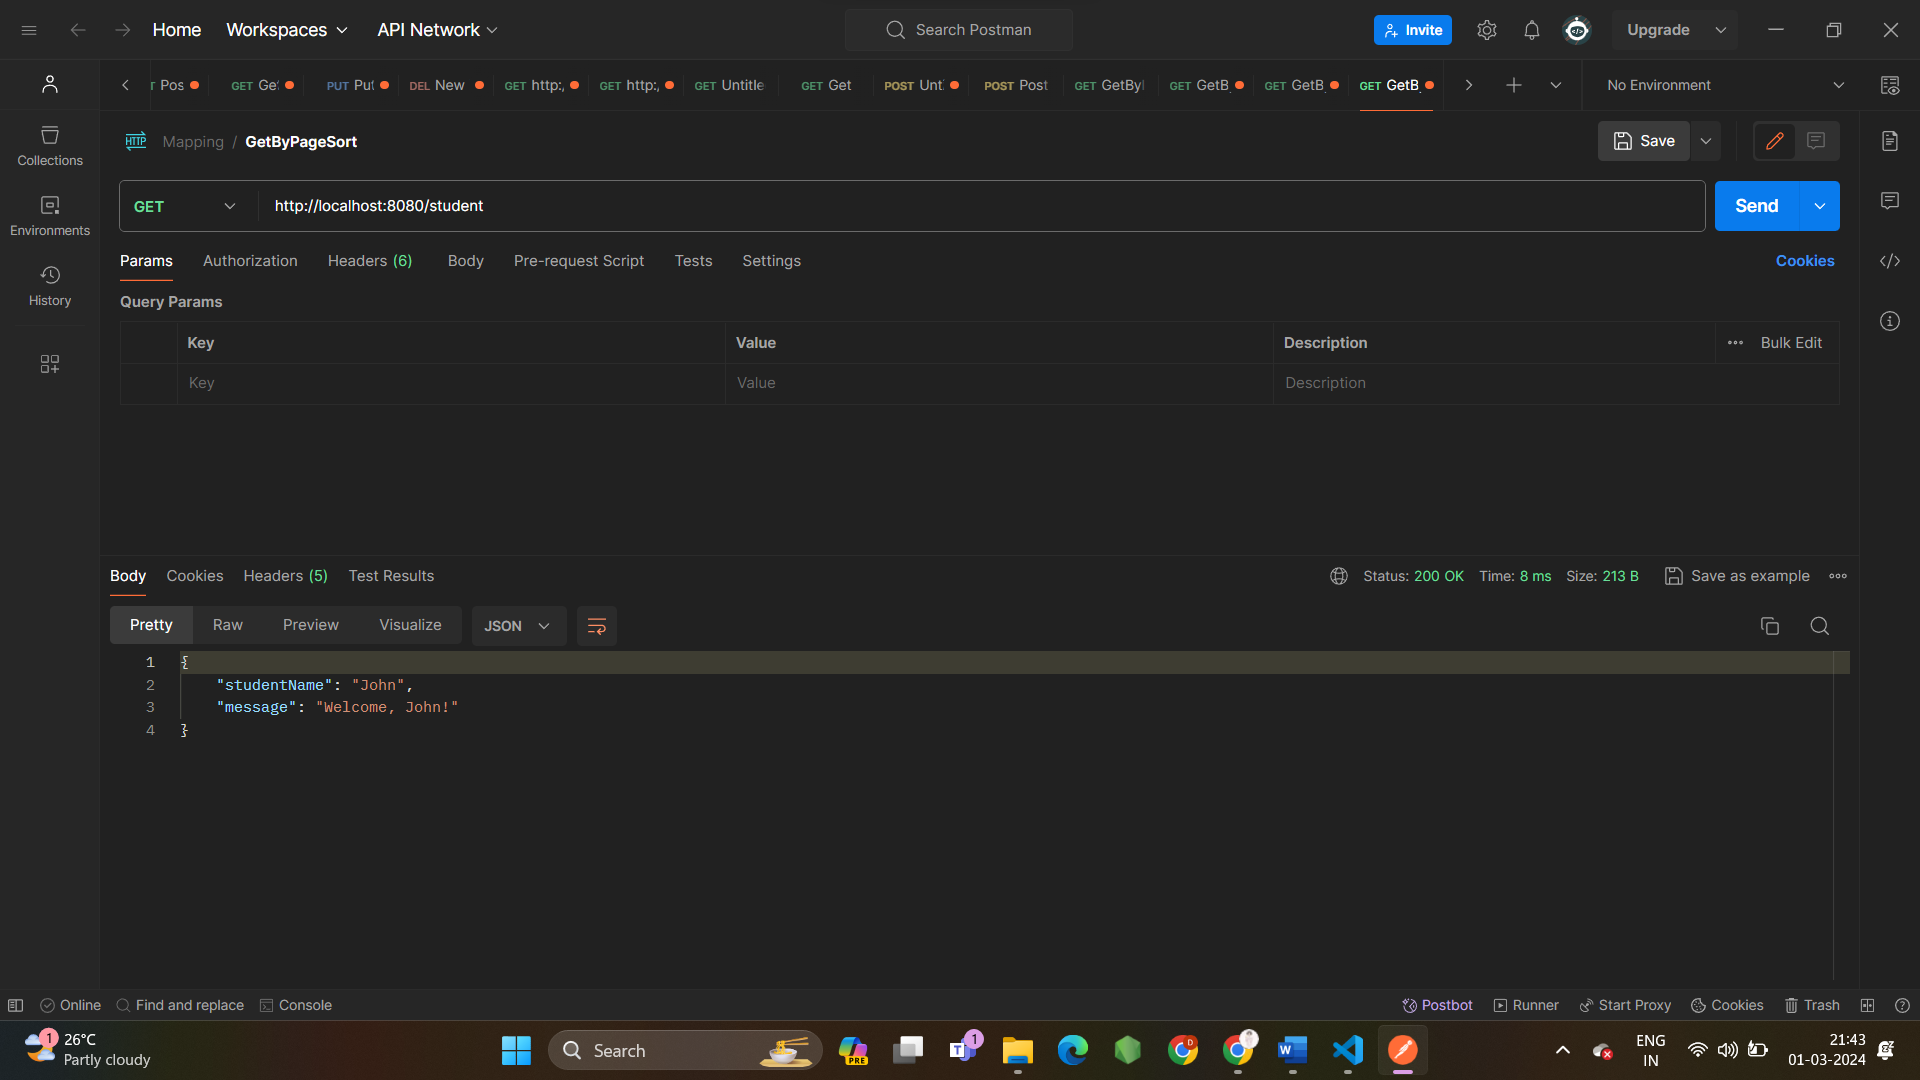 Home Workspaces API Network Search Postman Invite Upgrade
Pos GET Ge PUT Put DEL New GET http:/ GET http:/ GET Untitle GET Get POST Unt POST Post GET GetByI GET GetB GET GetB GET GetB No Environment
HTTP Mapping / GetByPageSort Save
Collections
GET http://localhost:8080/student Send
Environments
Params Authorization Headers (6) Body Pre-request Script Tests Settings Cookies
History
Query Params
Key Value Description Bulk Edit
Key Value Description
Body Cookies Headers (5) Test Results Status: 200 OK Time: 8 ms Size: 213 B Save as example
Pretty Raw Preview Visualize JSON
1 {
2 "studentName": "John",
3 "message": "Welcome, John!"
4 }
Online Find and replace Console Postbot Runner Start Proxy Cookies Trash
1 26°C
Partly cloudy
Search
PRE
T 1
D
W
ENG
IN
21:43
01-03-2024